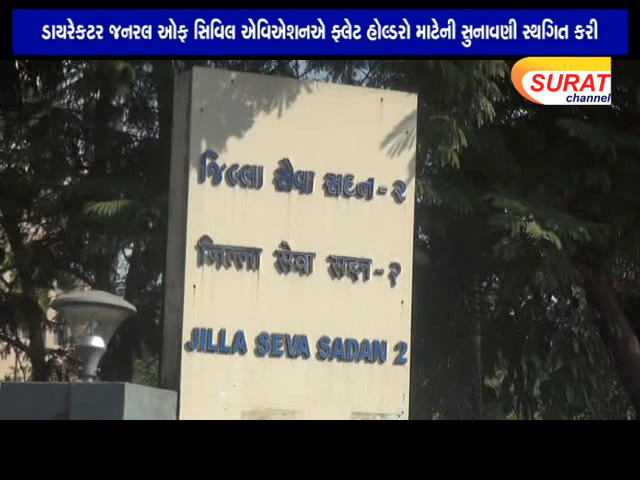 ડાયરેકટર જનરલ ઓફ સિવિલ એવિએશનએ ફ્લેટ હોલ્ડરો માટેની સુનાવણી સ્થગિત કરી
SURAT
channel
જિલ્લા સેવા સદન - ૨
जिल्ला सेवा सदन - २
JILLA SEVA SADAN 2